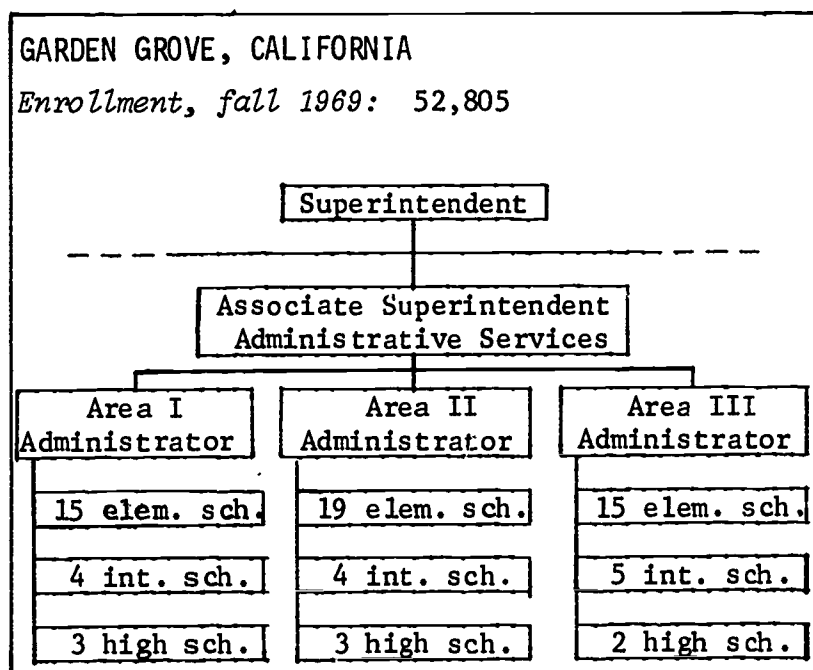 GARDEN GROVE, CALIFORNIA
Enrollment, fall 1969: 52,805
Superintendent
Associate Superintendent
Administrative Services
Area I
Administrator
15 elem. sch.
4 int. sch.
3 high sch.
Area II
Administrator
19 elem. sch.
4 int. sch.
3 high sch.
Area III
Administrator
15 elem. sch.
5 int. sch.
2 high sch.